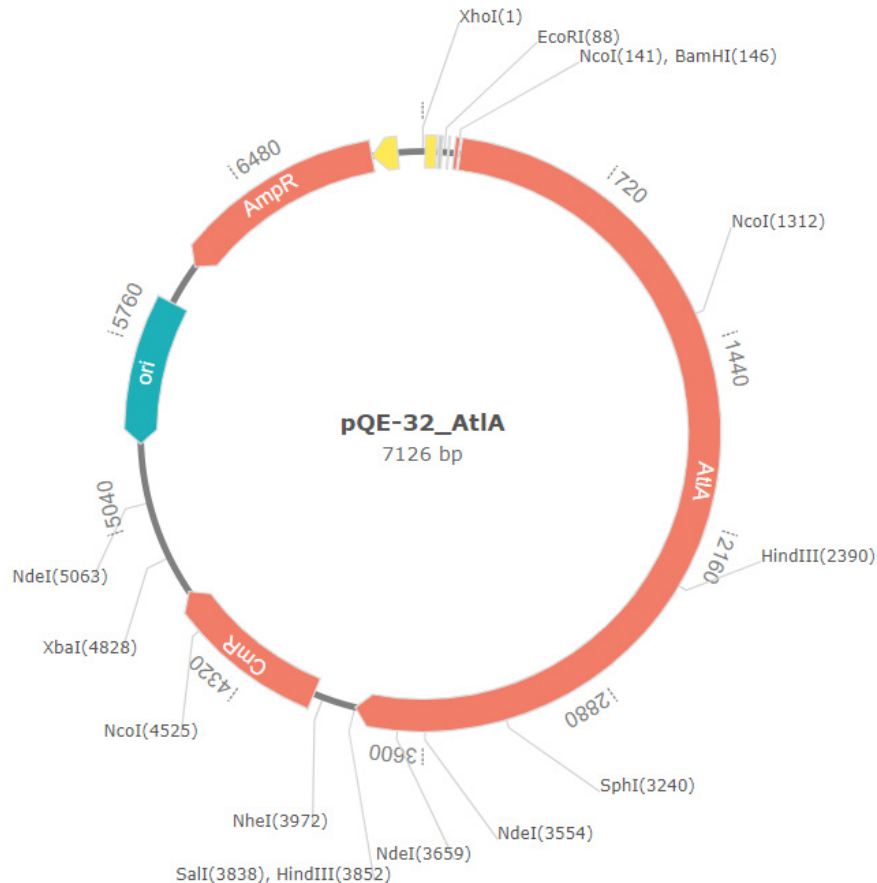 XhoI(1)
EcoRI(88)
NcoI(141), BamHI(146)
6480
AmpR
720
NcoI(1312)
5760
1440
ori
pQE-32_AtlA
7126 bp
AtlA
5040
2160
HindIII(2390)
NdeI(5063)
XbaI(4828)
CmR
4320
2880
NcoI(4525)
3600
SphI(3240)
NheI(3972)
NdeI(3554)
NdeI(3659)
SalI(3838), HindIII(3852)